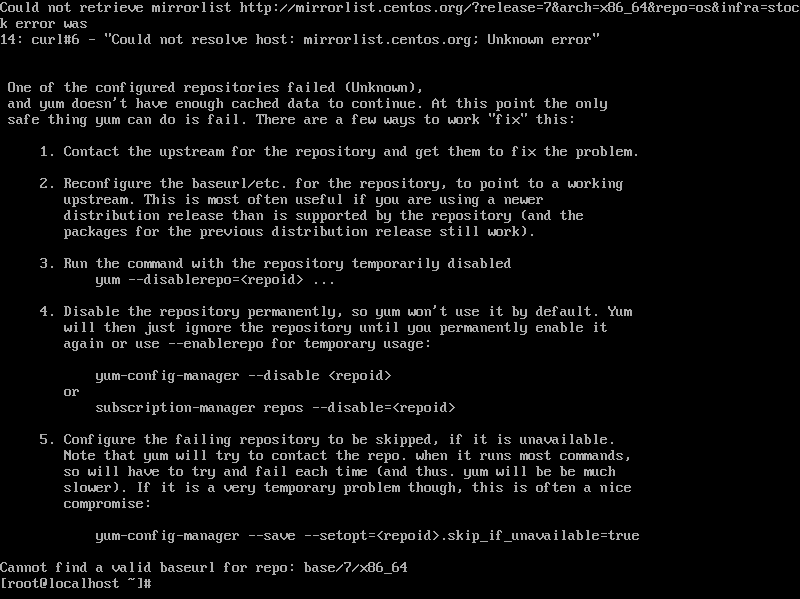 Could not retrieve mirrorlist http://mirrorlist.centos.org/?release=7&arch=x86_64&repo=os&infra=stoc
k error was
14: curl#6 - "Could not resolve host: mirrorlist.centos.org; Unknown error"
One of the configured repositories failed (Unknown),
and yum doesn't have enough cached data to continue. At this point the only
safe thing yum can do is fail. There are a few ways to work "fix" this:
1. Contact the upstream for the repository and get them to fix the problem.
2. Reconfigure the baseurl/etc. for the repository, to point to a working
upstream. This is most often useful if you are using a newer
distribution release than is supported by the repository (and the
packages for the previous distribution release still work).
3. Run the command with the repository temporarily disabled
yum --disablerepo=<repoid> ...
4. Disable the repository permanently, so yum won't use it by default. Yum
will then just ignore the repository until you permanently enable it
again or use --enablerepo for temporary usage:
yum-config-manager --disable <repoid>
or
subscription-manager repos --disable=<repoid>
5. Configure the failing repository to be skipped, if it is unavailable.
Note that yum will try to contact the repo. when it runs most commands,
so will have to try and fail each time (and thus. yum will be be much
slower). If it is a very temporary problem though, this is often a nice
compromise:
yum-config-manager --save --setopt=<repoid>.skip_if_unavailable=true
Cannot find a valid baseurl for repo: base/7/x86_64
[root@localhost ~]#